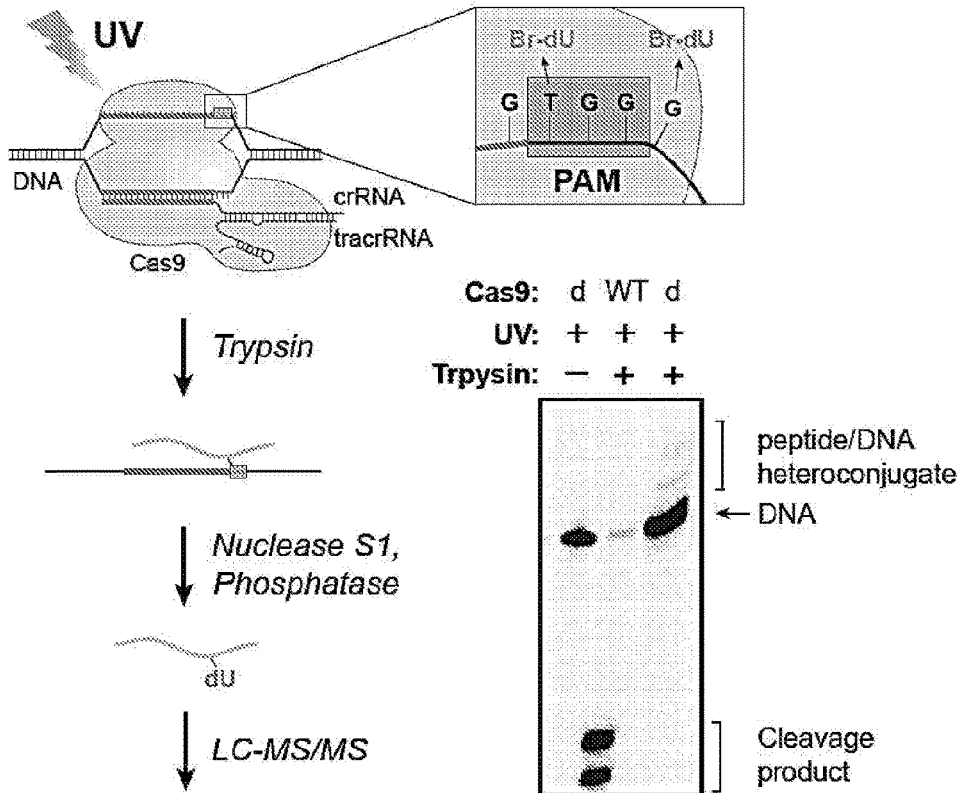 UV
Br-dU Br-dU
G T G G G
PAM
DNA
crRNA
tracrRNA
Cas9
Trypsin
Nuclease S1,
Phosphatase
dU
LC-MS/MS
Cas9: d WT d
UV: + + +
Trpysin: − + +
peptide/DNA
heteroconjugate
DNA
Cleavage
product